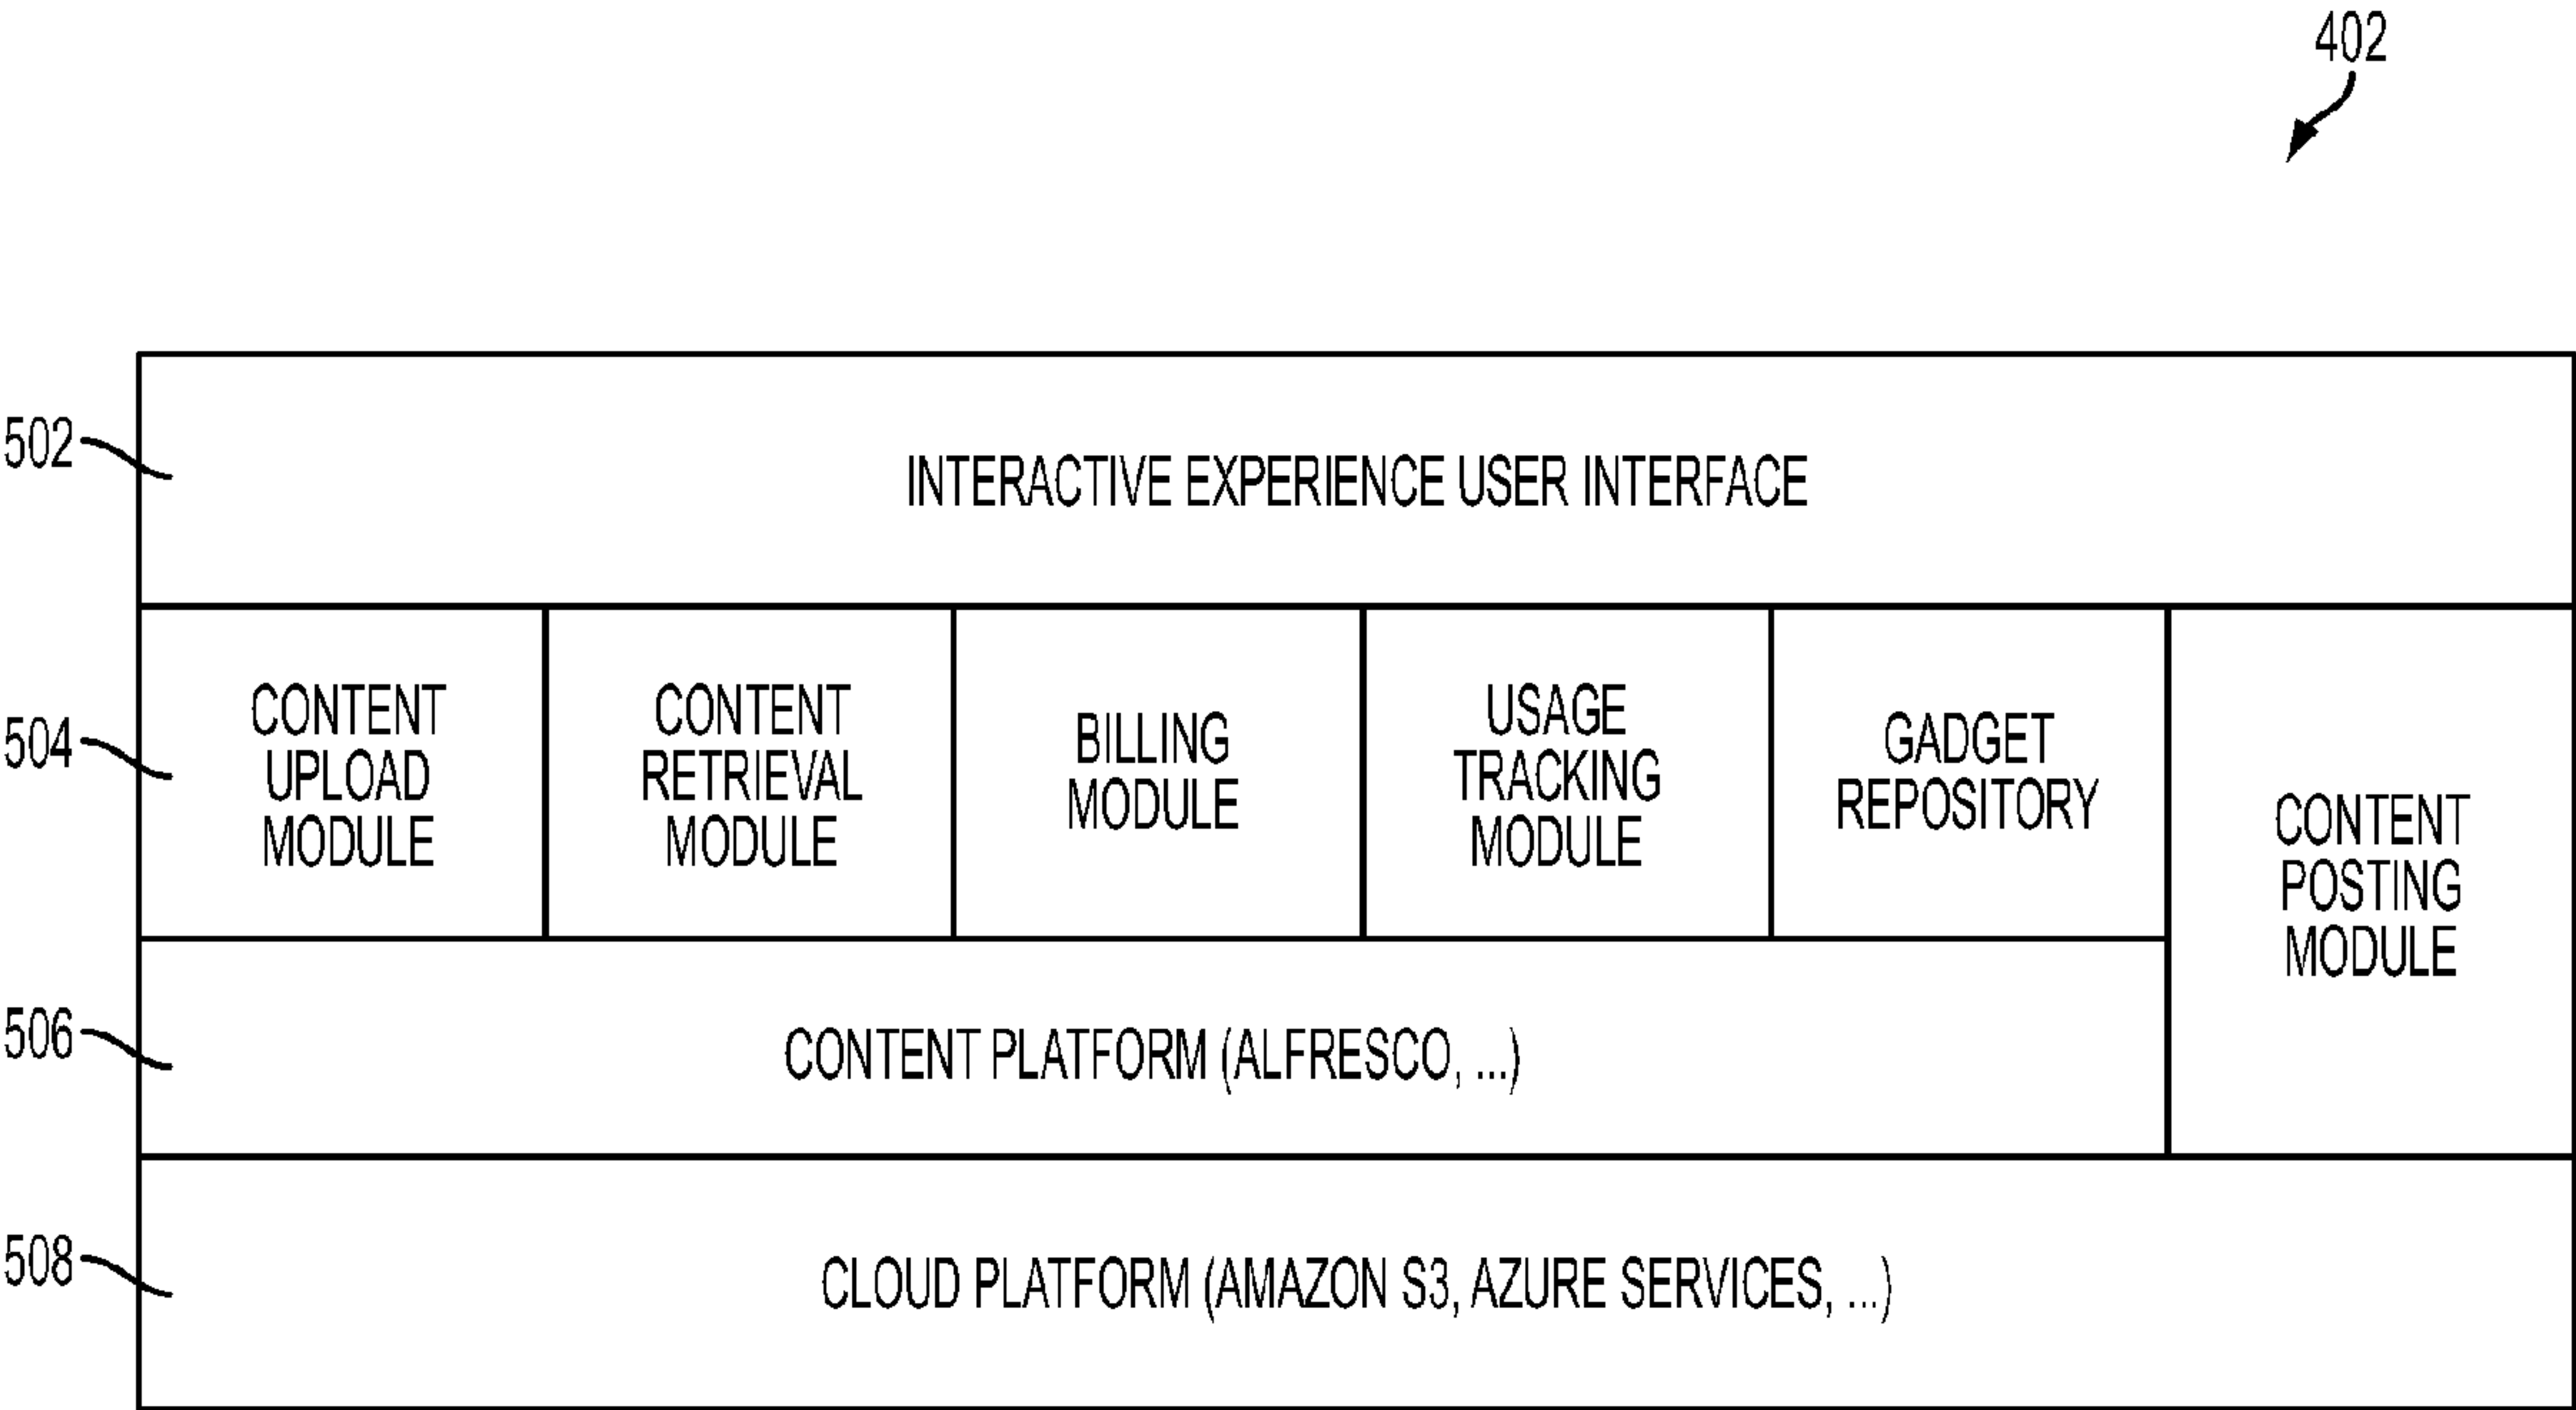 402
502
INTERACTIVE EXPERIENCE USER INTERFACE
504
CONTENT
UPLOAD
MODULE
CONTENT
RETRIEVAL
MODULE
BILLING
MODULE
USAGE
TRACKING
MODULE
GADGET
REPOSITORY
CONTENT
POSTING
MODULE
506
CONTENT PLATFORM (ALFRESCO, ...)
508
CLOUD PLATFORM (AMAZON S3, AZURE SERVICES, ...)